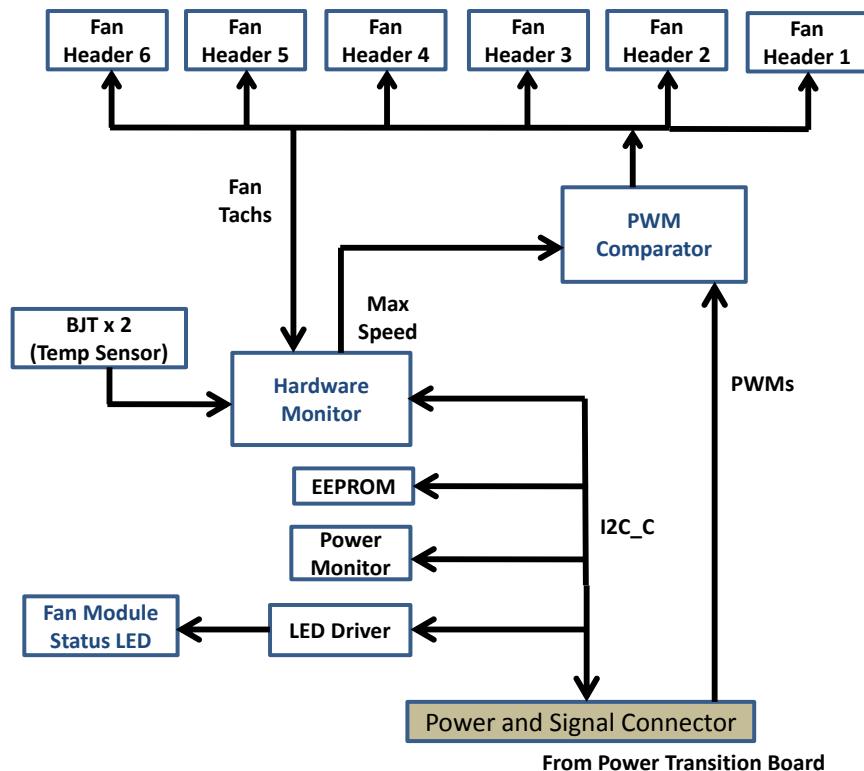 Fan
Header 6
Fan
Header 5
Fan
Header 4
Fan
Header 3
Fan
Header 2
Fan
Header 1
Fan
Tachs
PWM
Comparator
Max
Speed
BJT x 2
(Temp Sensor)
Hardware
Monitor
PWMs
EEPROM
I2C_C
Power
Monitor
Fan Module
Status LED
LED Driver
Power and Signal Connector
From Power Transition Board